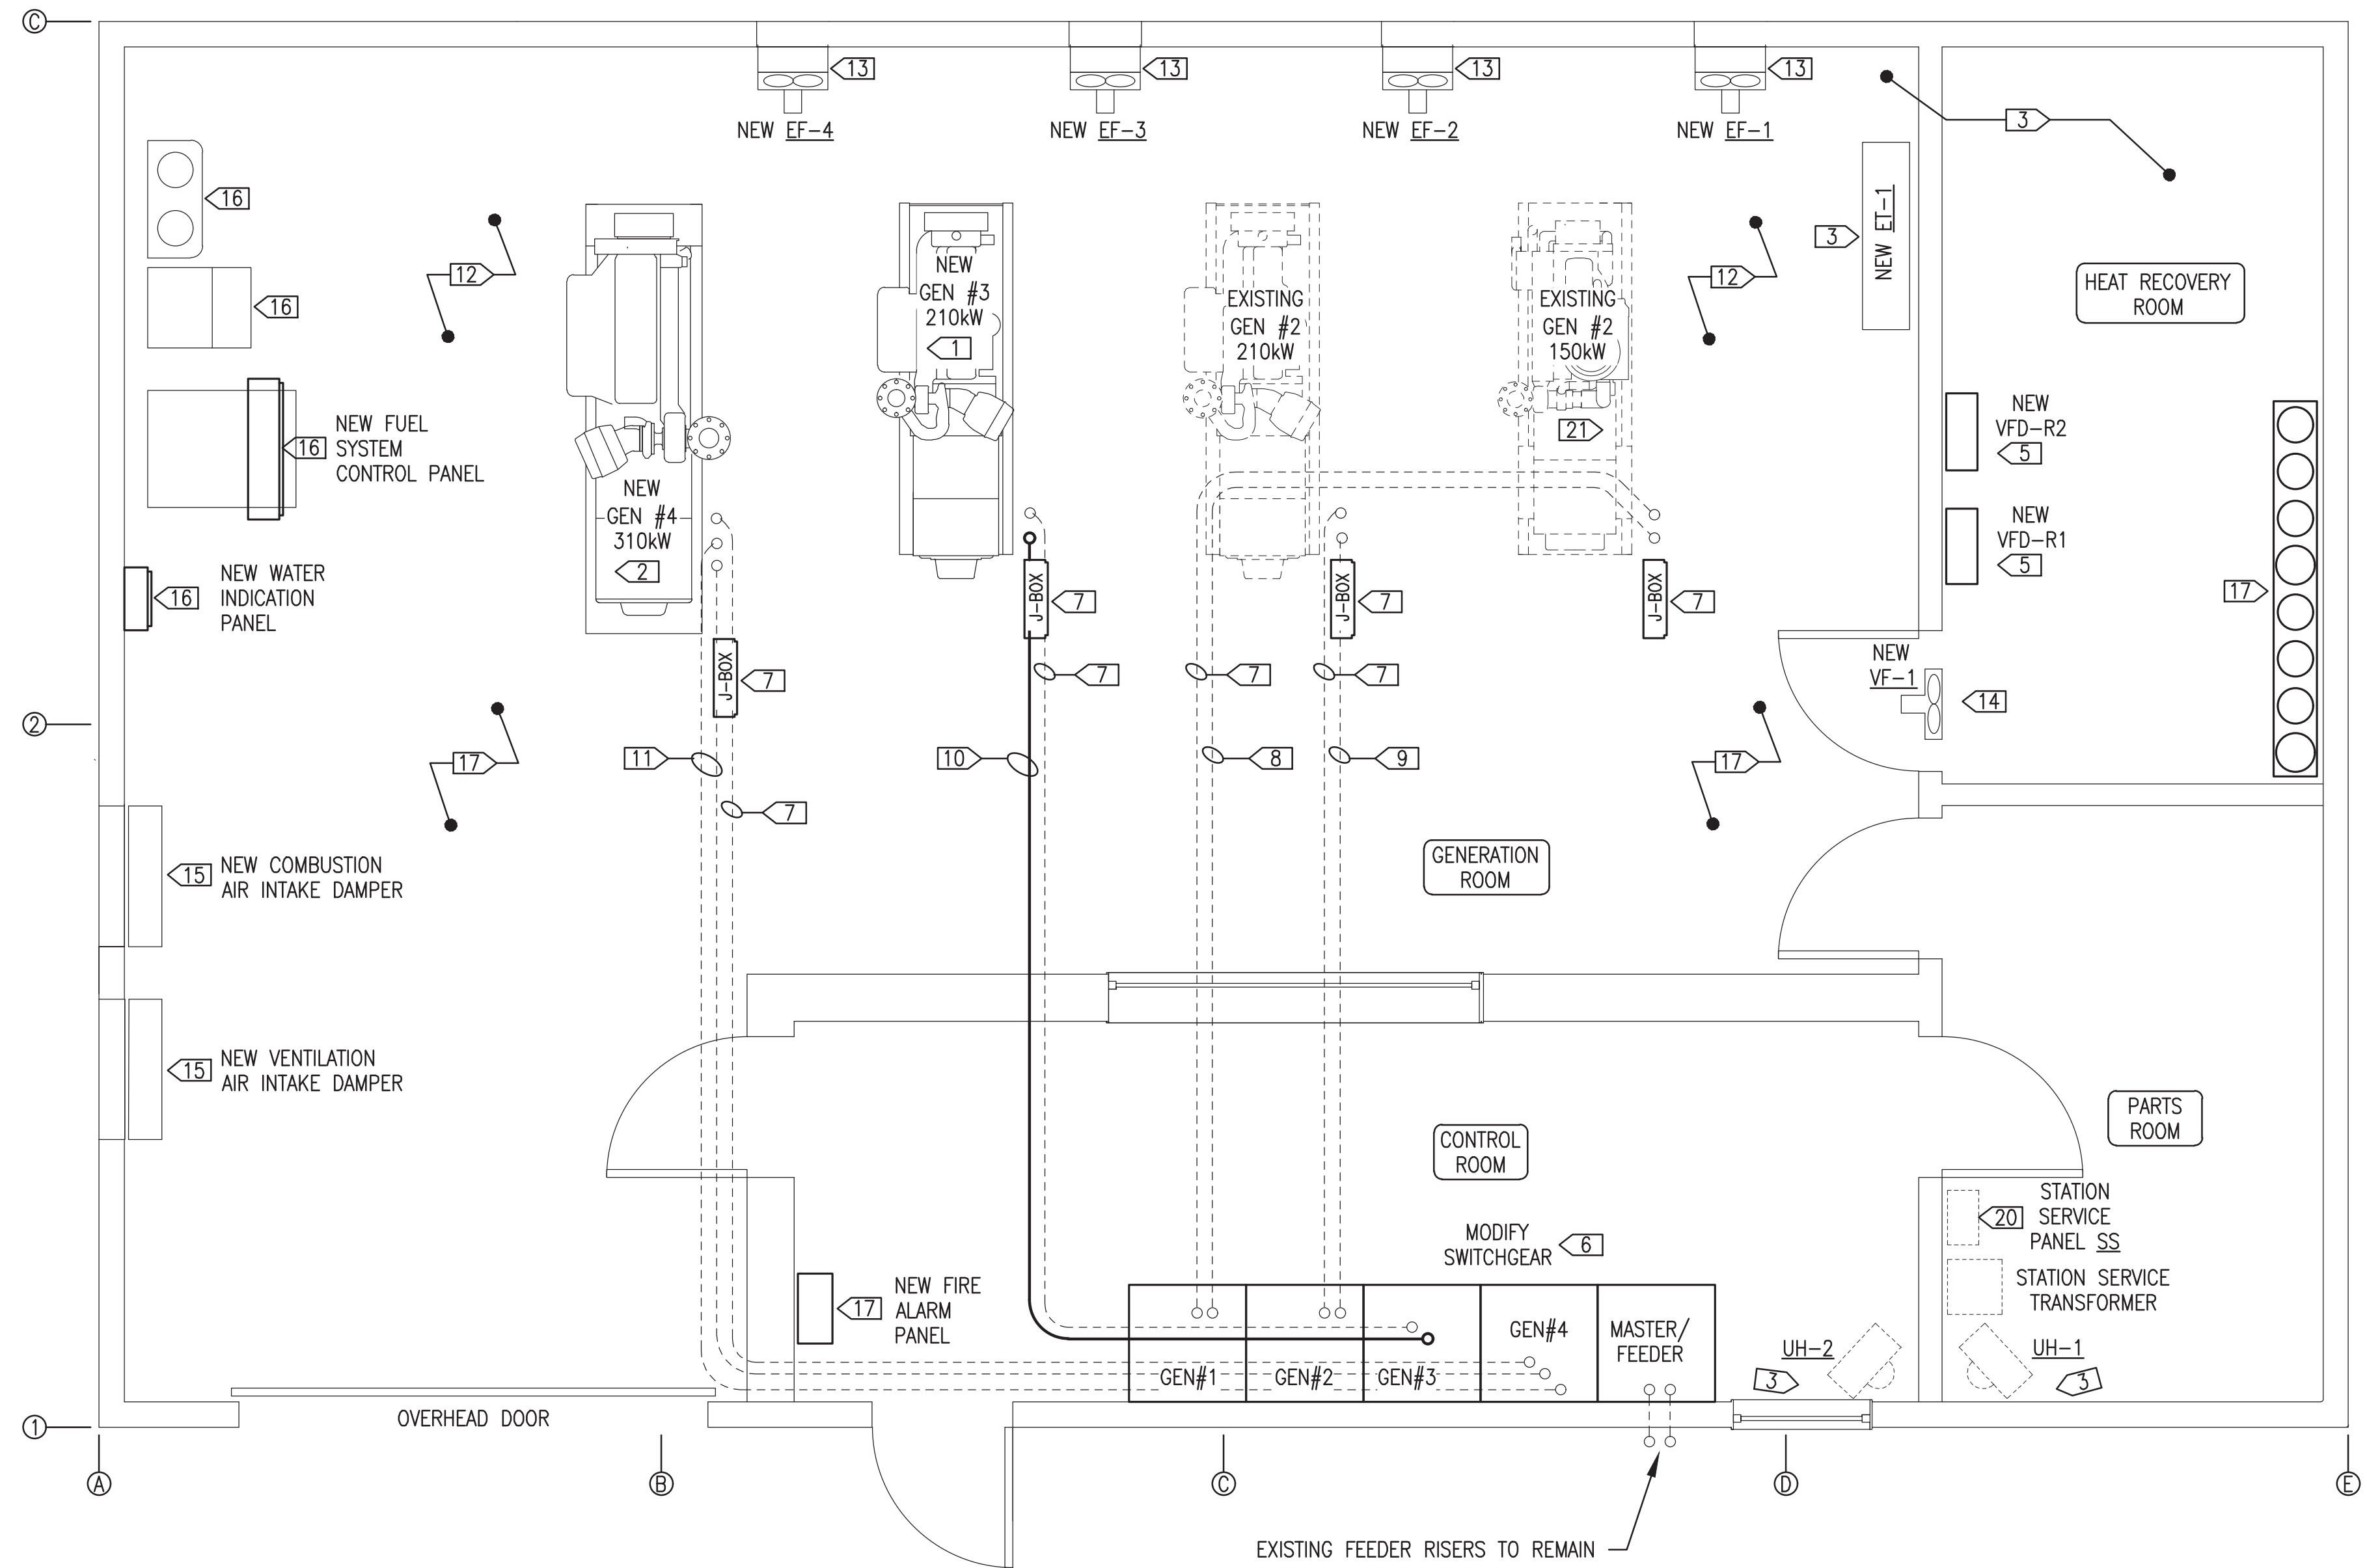 C
13
13
13
13
NEW EF-4
NEW EF-3
NEW EF-2
NEW EF-1
3
16
12
12
3
NEW ET-1
HEAT RECOVERY
ROOM
16
NEW
GEN #3
210kW
1
EXISTING
GEN #2
210kW
EXISTING
GEN #2
150kW
21
NEW FUEL
SYSTEM
CONTROL PANEL
16
NEW
GEN #4
310kW
2
NEW
VFD-R2
5
NEW
VFD-R1
5
17
16
NEW WATER
INDICATION
PANEL
J-BOX
7
J-BOX
7
J-BOX
7
J-BOX
7
7
7
7
NEW
VF-1
14
2
17
11
10
8
9
17
7
15
NEW COMBUSTION
AIR INTAKE DAMPER
GENERATION
ROOM
15
NEW VENTILATION
AIR INTAKE DAMPER
CONTROL
ROOM
PARTS
ROOM
MODIFY
SWITCHGEAR
6
20
STATION
SERVICE
PANEL SS
STATION SERVICE
TRANSFORMER
17
NEW FIRE
ALARM
PANEL
GEN#1
GEN#2
GEN#3
GEN#4
MASTER/
FEEDER
UH-2
3
UH-1
3
OVERHEAD DOOR
1
A
B
C
D
E
EXISTING FEEDER RISERS TO REMAIN